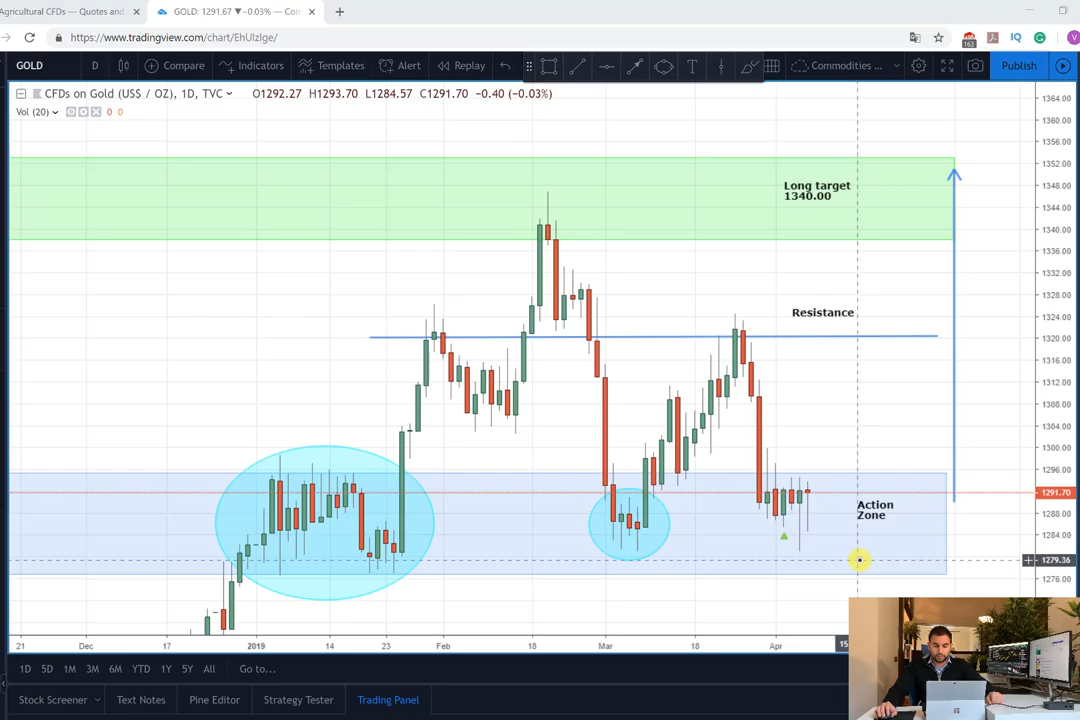 Agricultural CFDs — Quotes and
GOLD: 1291.67 ▼−0.03% — Com
https://www.tradingview.com/chart/EhUlzlge/
163
IQ
V
GOLD
D
Compare
Indicators
Templates
Alert
Replay
T
Commodities ...
Publish
CFDs on Gold (US$ / OZ), 1D, TVC
O1292.27 H1293.70 L1284.57 C1291.70 −0.40 (−0.03%)
Vol (20)
0 0
1364.00
1360.00
1356.00
1352.00
1348.00
1344.00
1340.00
1336.00
1332.00
1328.00
1324.00
1320.00
1316.00
1312.00
1308.00
1304.00
1300.00
1296.00
1291.70
1288.00
1284.00
1279.36
1276.00
Long target
1340.00
Resistance
Action
Zone
21
Dec
17
2019
14
23
Feb
18
Mar
18
Apr
15
1D
5D
1M
3M
6M
YTD
1Y
5Y
All
Go to...
Stock Screener
Text Notes
Pine Editor
Strategy Tester
Trading Panel